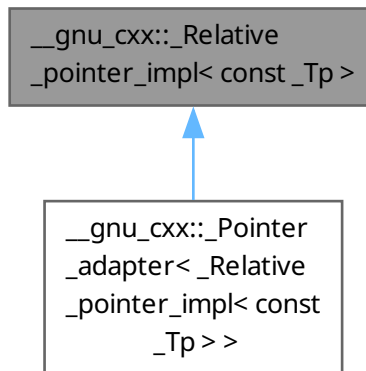 __gnu_cxx::_Relative
_pointer_impl< const _Tp >
__gnu_cxx::_Pointer
_adapter< _Relative
_pointer_impl< const
_Tp > >